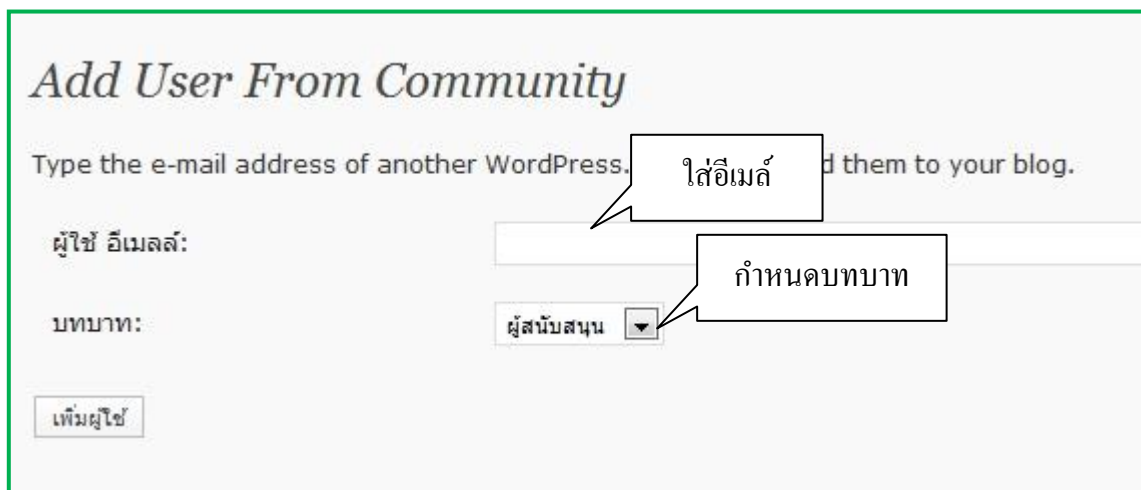 Add User From Community
Type the e-mail address of another WordPress. d them to your blog.
ใส่อีเมล์
ผู้ใช้ อีเมลล์:
กำหนดบทบาท
บทบาท:
ผู้สนับสนุน
เพิ่มผู้ใช้